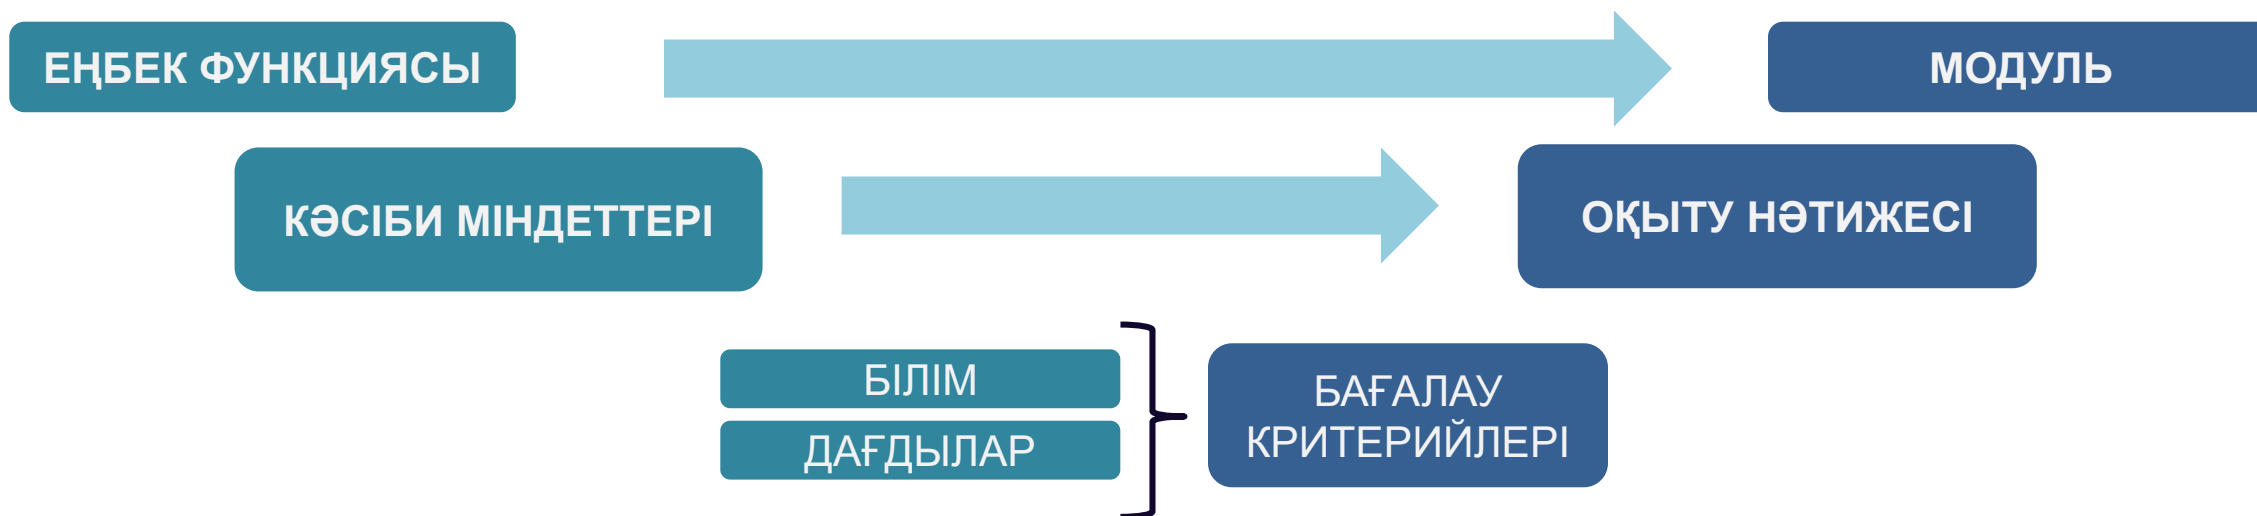 ЕҢБЕК ФУНКЦИЯСЫ
МОДУЛЬ
КӘСІБИ МІНДЕТТЕРІ
ОҚЫТУ НӘТИЖЕСІ
БІЛІМ
ДАҒДЫЛАР
БАҒАЛАУ
КРИТЕРИЙЛЕРІ